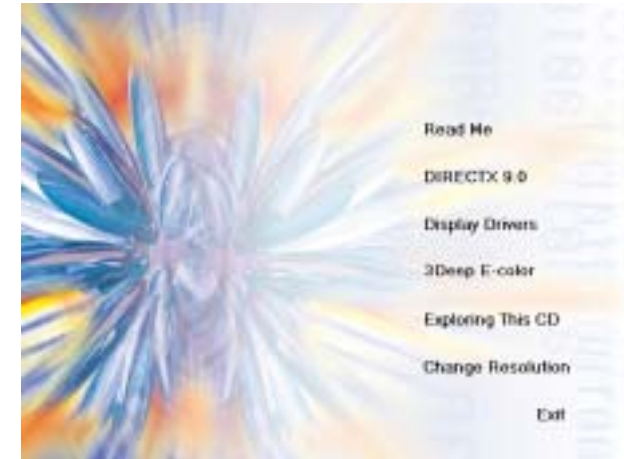 Read Me
DIRECTX 9.0
Display Drivers
3Deep E-color
Exploring This CD
Change Resolution
Exit